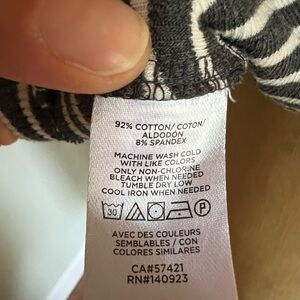 92% COTTON/ COTON/
ALDODON
8% SPANDEX
MACHINE WASH COLD
WITH LIKE COLORS
ONLY NON-CHLORINE
BLEACH WHEN NEEDED
TUMBLE DRY LOW
COOL IRON WHEN NEEDED
30 P
AVEC DES COULEURS
SEMBLABLES / CON
COLORES SIMILARES
CA#57421
RN#140923